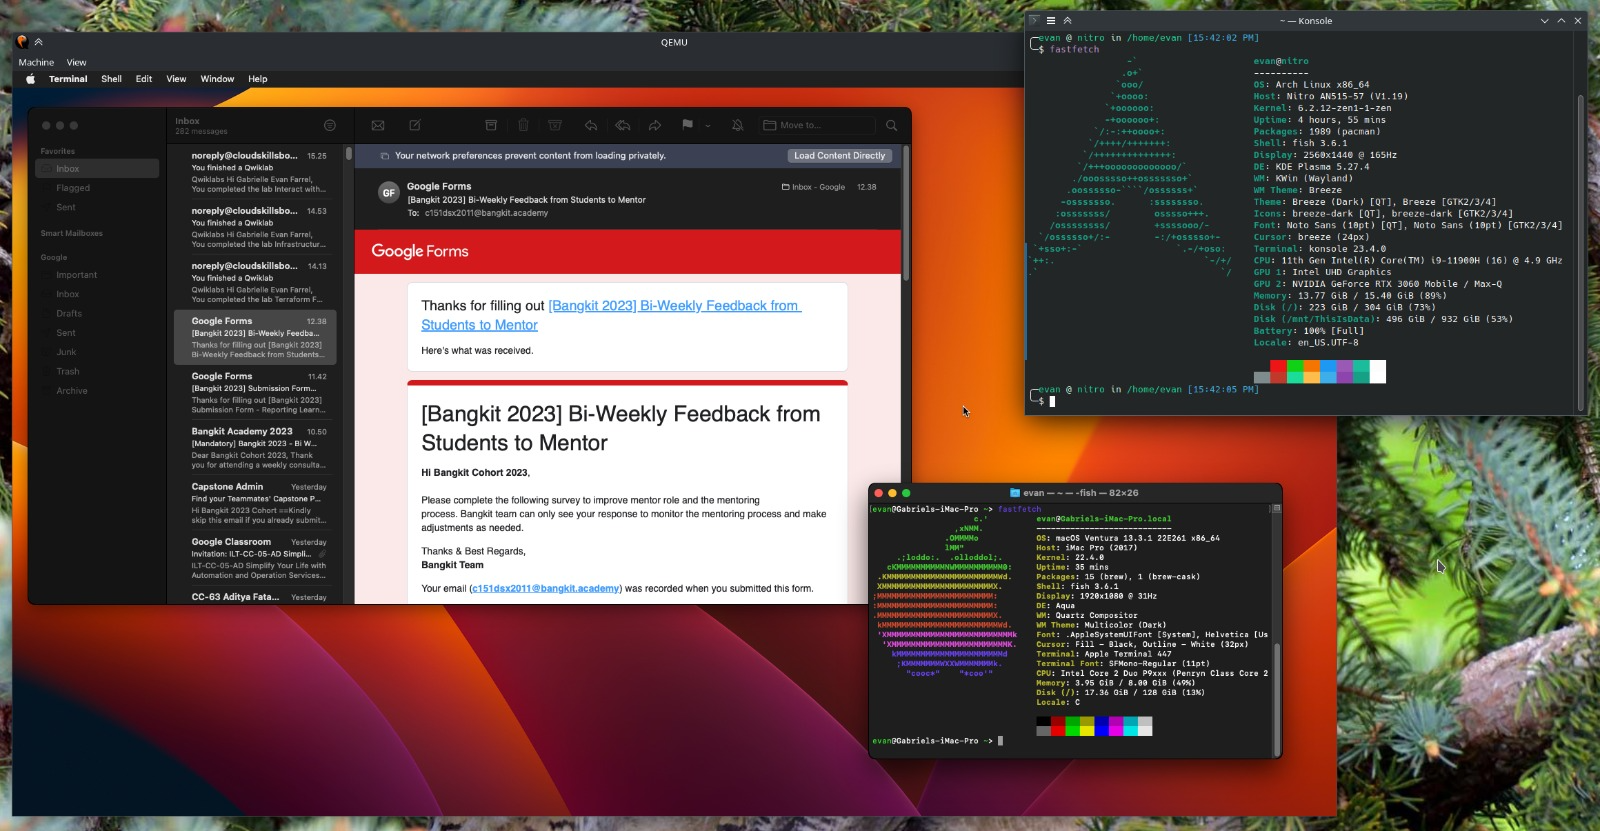 QEMU
Machine View
Terminal Shell Edit View Window Help
Inbox
282 messages
Favorites
Inbox
Flagged
Sent
Smart Mailboxes
Google
Important
Inbox
Drafts
Sent
Junk
Trash
Archive
noreply@cloudskillsbo... 15.25
You finished a Qwiklab
Qwiklabs Hi Gabrielle Evan Farrel,
You completed the lab Interact with...
noreply@cloudskillsbo... 14.53
You finished a Qwiklab
Qwiklabs Hi Gabrielle Evan Farrel,
You completed the lab Infrastructur...
noreply@cloudskillsbo... 14.13
You finished a Qwiklab
Qwiklabs Hi Gabrielle Evan Farrel,
You completed the lab Terraform F...
Google Forms 12.38
[Bangkit 2023] Bi-Weekly Feedba...
Thanks for filling out [Bangkit 2023]
Bi-Weekly Feedback from Students...
Google Forms 11.42
[Bangkit 2023] Submission Form...
Thanks for filling out [Bangkit 2023]
Submission Form - Reporting Learn...
Bangkit Academy 2023 10.50
[Mandatory] Bangkit 2023 - Bi W...
Dear Bangkit Cohort 2023, Thank
you for attending a weekly consulta...
Capstone Admin Yesterday
Find your Teammates' Capstone P...
Hi Bangkit Cohort 2023 ==Kindly
skip this email if you already submit...
Google Classroom Yesterday
Invitation: ILT-CC-05-AD Simpli...
ILT-CC-05-AD Simplify Your Life with
Automation and Operation Services...
CC-63 Aditya Fata... Yesterday
Move to...
Your network preferences prevent content from loading privately.
Load Content Directly
GF
Google Forms
Inbox - Google 12.38
[Bangkit 2023] Bi-Weekly Feedback from Students to Mentor
To: c151dsx2011@bangkit.academy
Google Forms
Thanks for filling out [Bangkit 2023] Bi-Weekly Feedback from
Students to Mentor
Here's what was received.
[Bangkit 2023] Bi-Weekly Feedback from
Students to Mentor
Hi Bangkit Cohort 2023,
Please complete the following survey to improve mentor role and the mentoring
process. Bangkit team can only see your response to monitor the mentoring process and make
adjustments as needed.
Thanks & Best Regards,
Bangkit Team
Your email (c151dsx2011@bangkit.academy) was recorded when you submitted this form.
~ — Konsole
evan @ nitro in /home/evan [15:42:02 PM]
$ fastfetch
evan@nitro
----------
OS: Arch Linux x86_64
Host: Nitro AN515-57 (V1.19)
Kernel: 6.2.12-zen1-1-zen
Uptime: 4 hours, 55 mins
Packages: 1989 (pacman)
Shell: fish 3.6.1
Display: 2560x1440 @ 165Hz
DE: KDE Plasma 5.27.4
WM: KWin (Wayland)
WM Theme: Breeze
Theme: Breeze (Dark) [QT], Breeze [GTK2/3/4]
Icons: breeze-dark [QT], breeze-dark [GTK2/3/4]
Font: Noto Sans (10pt) [QT], Noto Sans (10pt) [GTK2/3/4]
Cursor: breeze (24px)
Terminal: konsole 23.4.0
CPU: 11th Gen Intel(R) Core(TM) i9-11900H (16) @ 4.9 GHz
GPU 1: Intel UHD Graphics
GPU 2: NVIDIA GeForce RTX 3060 Mobile / Max-Q
Memory: 13.77 GiB / 15.40 GiB (89%)
Disk (/): 223 GiB / 304 GiB (73%)
Disk (/mnt/ThisIsData): 496 GiB / 932 GiB (53%)
Battery: 100% [Full]
Locale: en_US.UTF-8
evan @ nitro in /home/evan [15:42:05 PM]
$
evan — ~ — -fish — 82×26
evan@Gabriels-iMac-Pro ~> fastfetch
evan@Gabriels-iMac-Pro.local
----------------------------
OS: macOS Ventura 13.3.1 22E261 x86_64
Host: iMac Pro (2017)
Kernel: 22.4.0
Uptime: 35 mins
Packages: 15 (brew), 1 (brew-cask)
Shell: fish 3.6.1
Display: 1920x1080 @ 31Hz
DE: Aqua
WM: Quartz Compositor
WM Theme: Multicolor (Dark)
Font: .AppleSystemUIFont [System], Helvetica [Us
Cursor: Fill - Black, Outline - White (32px)
Terminal: Apple Terminal 447
Terminal Font: SFMono-Regular (11pt)
CPU: Intel Core 2 Duo P9xxx (Penryn Class Core 2
Memory: 3.95 GiB / 8.00 GiB (49%)
Disk (/): 17.36 GiB / 128 GiB (13%)
Locale: C
evan@Gabriels-iMac-Pro ~>